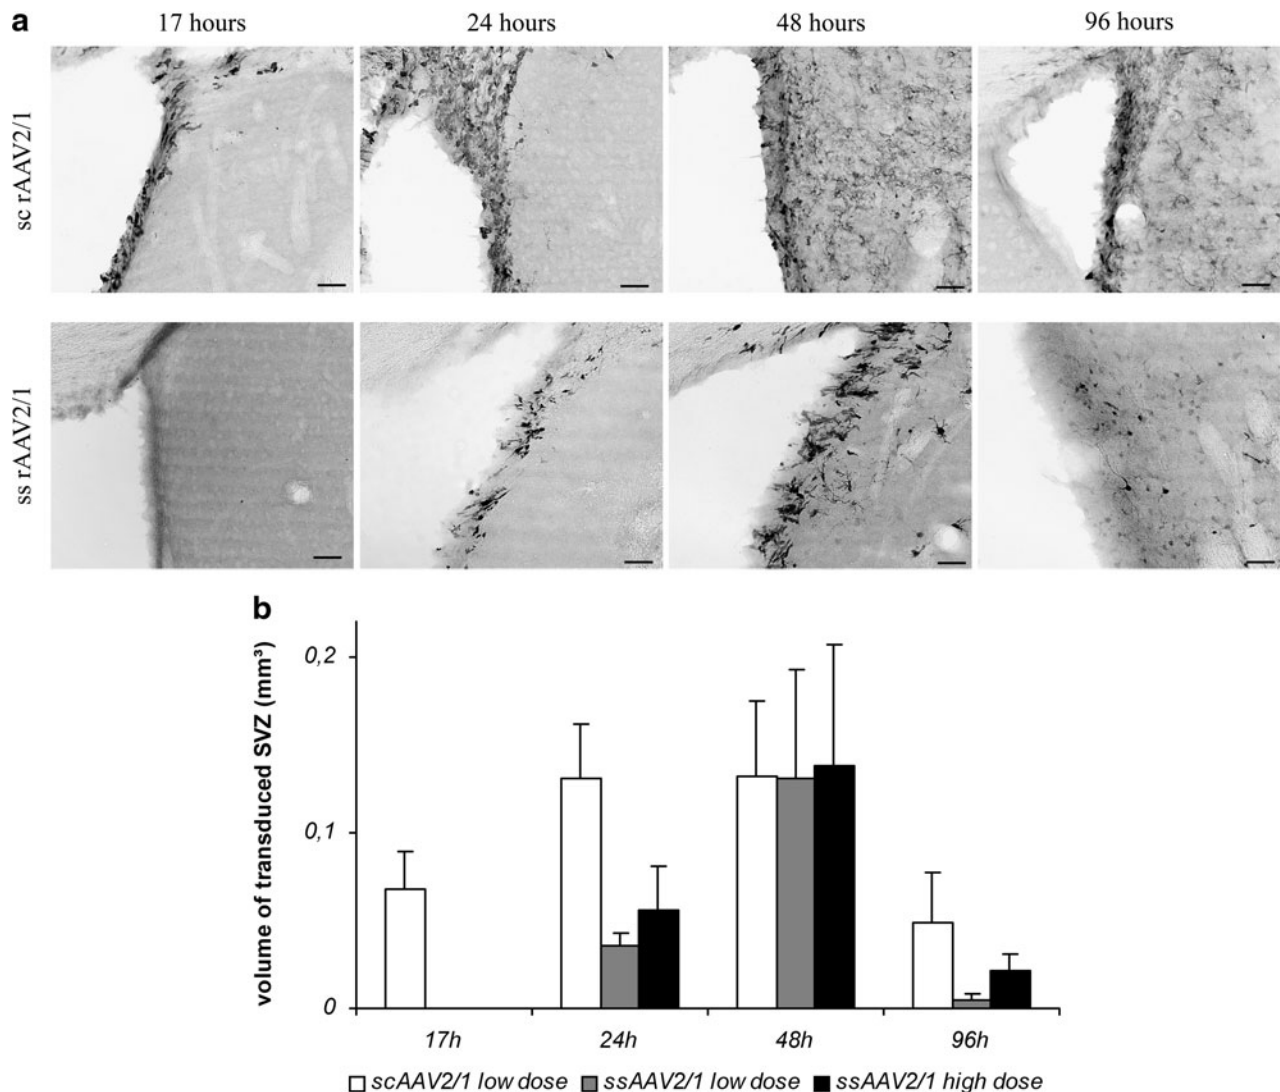 a
17 hours 24 hours 48 hours 96 hours
sc rAAV2/1
ss rAAV2/1
b
volume of transduced SVZ (mm³)
0,2
0,1
0
17h 24h 48h 96h
scAAV2/1 low dose ssAAV2/1 low dose ssAAV2/1 high dose